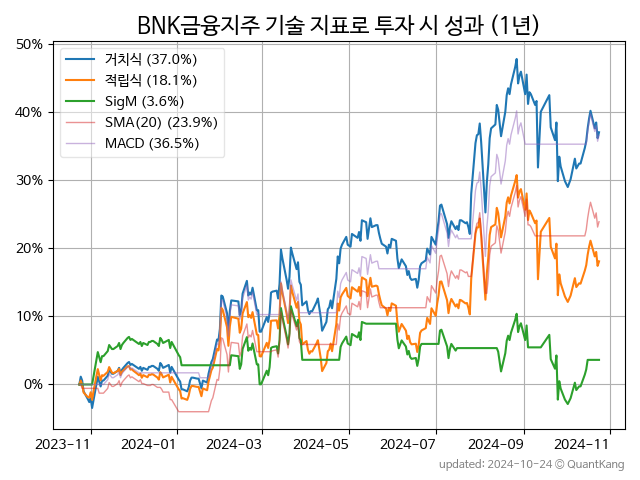 BNK금융지주 기술 지표로 투자 시 성과 (1년)
50%
40%
30%
20%
10%
0%
거치식 (37.0%)
적립식 (18.1%)
SigM (3.6%)
SMA(20) (23.9%)
MACD (36.5%)
2023-11 2024-01 2024-03 2024-05 2024-07 2024-09 2024-11
updated: 2024-10-24 © QuantKang